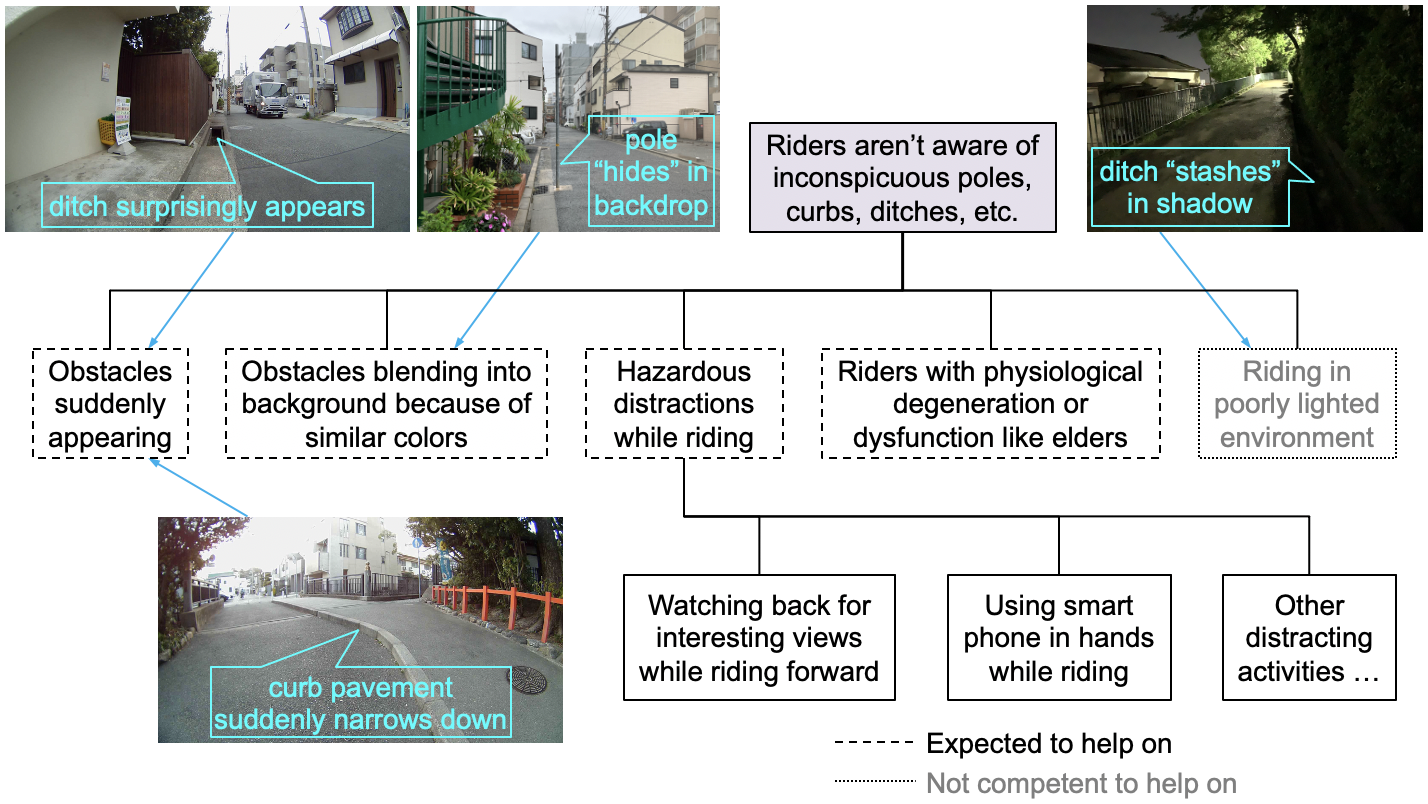 ditch surprisingly appears
pole
“hides” in
backdrop
Riders aren’t aware of
inconspicuous poles,
curbs, ditches, etc.
ditch “stashes”
in shadow
Obstacles
suddenly
appearing
Obstacles blending into
background because of
similar colors
Hazardous
distractions
while riding
Riders with physiological
degeneration or
dysfunction like elders
Riding in
poorly lighted
environment
curb pavement
suddenly narrows down
Watching back for
interesting views
while riding forward
Using smart
phone in hands
while riding
Other
distracting
activities …
Expected to help on
Not competent to help on